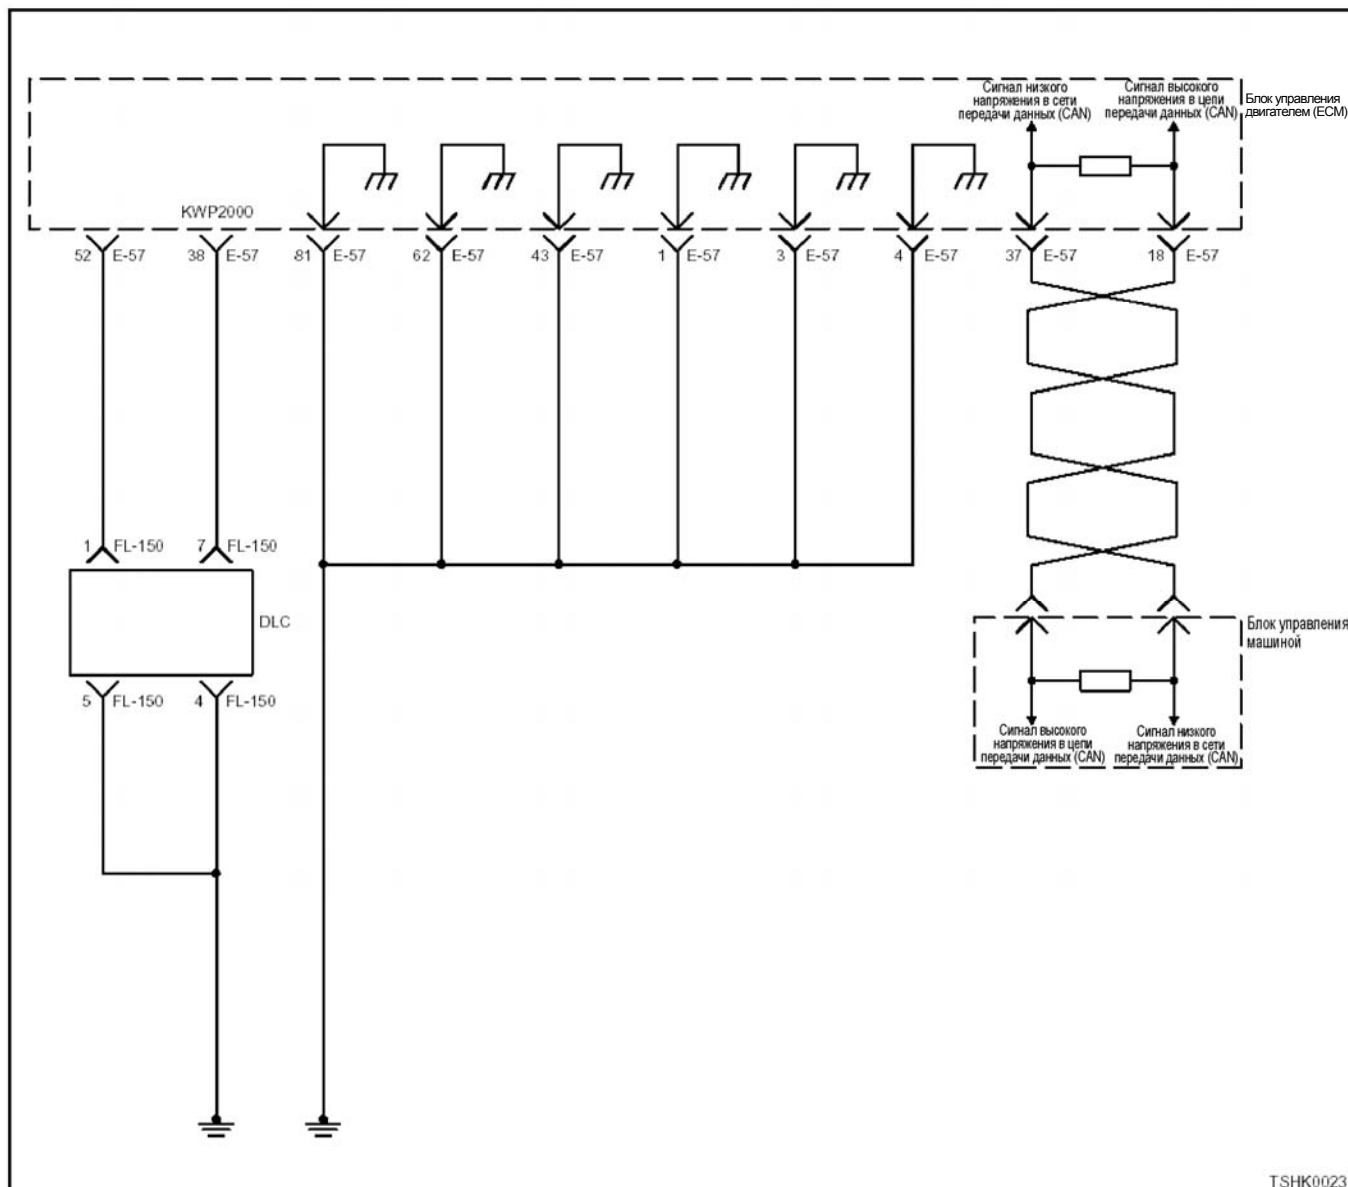 Сигнал низкого
напряжения в сети
передачи данных (CAN)
Сигнал высокого
напряжения в цепи
передачи данных (CAN)
Блок управления
двигателем (ECM)
KWP2000
52 E-57
38 E-57
81 E-57
62 E-57
43 E-57
1 E-57
3 E-57
4 E-57
37 E-57
18 E-57
1 FL-150
7 FL-150
DLC
5 FL-150
4 FL-150
Блок управления
машиной
Сигнал высокого
напряжения в цепи
передачи данных (CAN)
Сигнал низкого
напряжения в сети
передачи данных (CAN)
TSHK0023